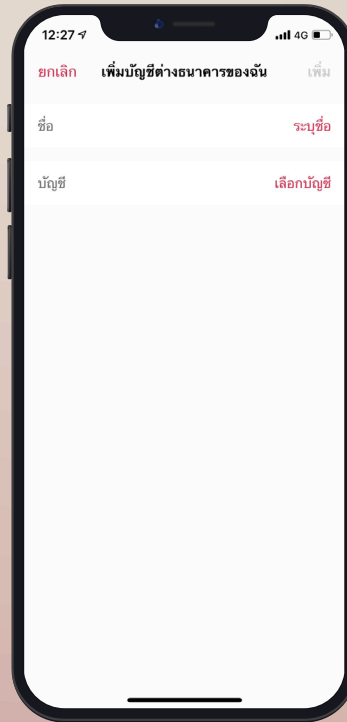 12:27 4G
ยกเลิก เพิ่มบัญชีต่างธนาคารของฉัน เพิ่ม
ชื่อ ระบุชื่อ
บัญชี เลือกบัญชี